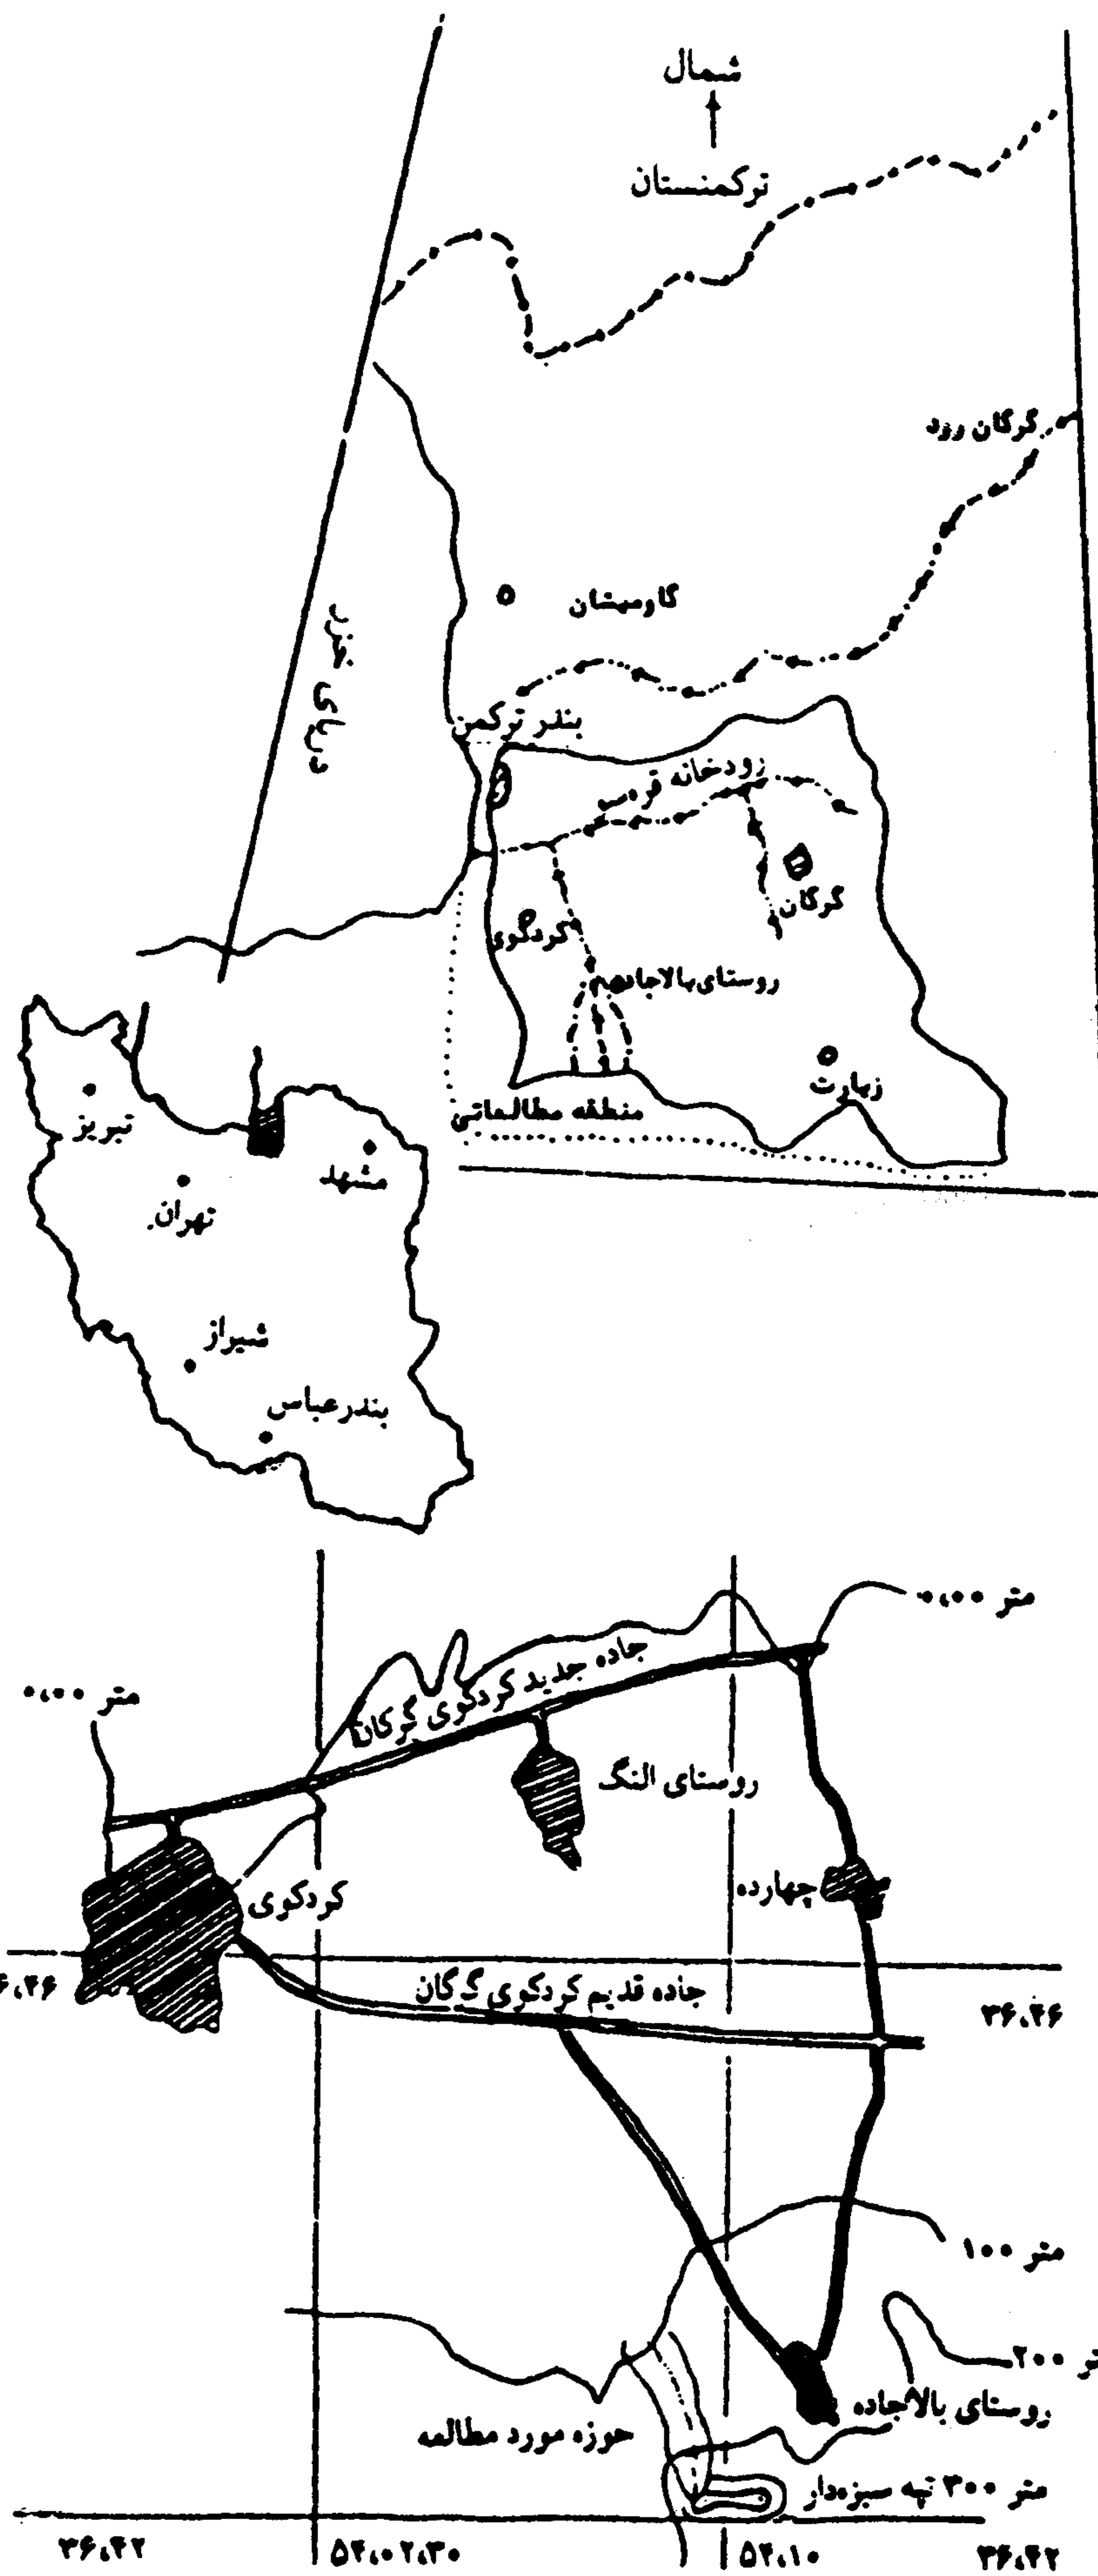 شمال
ترکمنستان
گرگان رود
گاومیشان
دریای خزر
بندر ترکمن
رودخانه قره‌سو
گرگان
کردکوی
روستای بالاجاده
زیارت
منطقه مطالعاتی
تبریز
مشهد
تهران
شیراز
بندرعباس
متر ۰،۰۰
جاده جدید کردکوی گرگان
متر ۰،۰۰
روستای النگ
چهارده
کردکوی
جاده قدیم کردکوی گرگان
۳۶،۴۶
متر ۱۰۰
۲۰۰
روستای بالاجاده
حوزه مورد مطالعه
متر ۳۰۰ تپه سبزه‌دار
۳۶،۴۲
۵۴،۰۲،۳۰
۵۴،۱۰
۳۶،۴۲